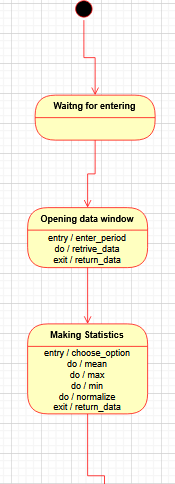 Waitng for entering
Opening data window
entry / enter_period
do / retrive_data
exit / return_data
Making Statistics
entry / choose_option
do / mean
do / max
do / min
do / normalize
exit / return_data